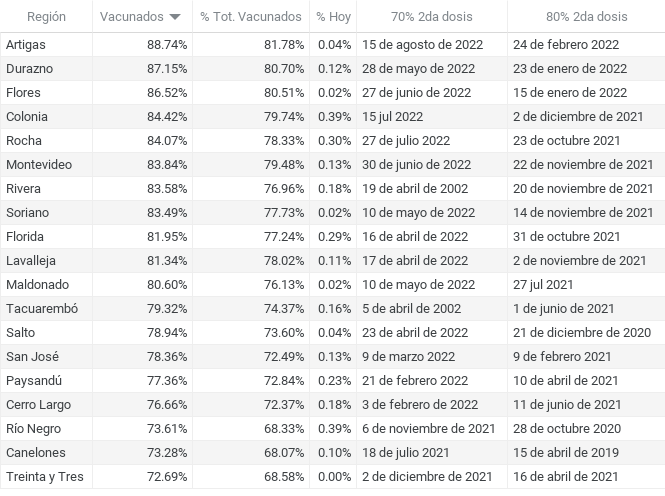 Región Vacunados % Tot. Vacunados % Hoy 70% 2da dosis 80% 2da dosis
Artigas 88.74% 81.78% 0.04% 15 de agosto de 2022 24 de febrero 2022
Durazno 87.15% 80.70% 0.12% 28 de mayo de 2022 23 de enero de 2022
Flores 86.52% 80.51% 0.02% 27 de junio de 2022 15 de enero de 2022
Colonia 84.42% 79.74% 0.39% 15 jul 2022 2 de diciembre de 2021
Rocha 84.07% 78.33% 0.30% 27 de julio 2022 23 de octubre 2021
Montevideo 83.84% 79.48% 0.13% 30 de junio de 2022 22 de noviembre de 2021
Rivera 83.58% 76.96% 0.18% 19 de abril de 2002 20 de noviembre de 2021
Soriano 83.49% 77.73% 0.02% 10 de mayo de 2022 14 de noviembre de 2021
Florida 81.95% 77.24% 0.29% 16 de abril de 2022 31 de octubre 2021
Lavalleja 81.34% 78.02% 0.11% 17 de abril de 2022 2 de noviembre de 2021
Maldonado 80.60% 76.13% 0.02% 10 de mayo de 2022 27 jul 2021
Tacuarembó 79.32% 74.37% 0.16% 5 de abril de 2002 1 de junio de 2021
Salto 78.94% 73.60% 0.04% 23 de abril de 2022 21 de diciembre de 2020
San José 78.36% 72.49% 0.13% 9 de marzo 2022 9 de febrero 2021
Paysandú 77.36% 72.84% 0.23% 21 de febrero 2022 10 de abril de 2021
Cerro Largo 76.66% 72.37% 0.18% 3 de febrero de 2022 11 de junio de 2021
Río Negro 73.61% 68.33% 0.39% 6 de noviembre de 2021 28 de octubre 2020
Canelones 73.28% 68.07% 0.10% 18 de julio 2021 15 de abril de 2019
Treinta y Tres 72.69% 68.58% 0.00% 2 de diciembre de 2021 16 de abril de 2021